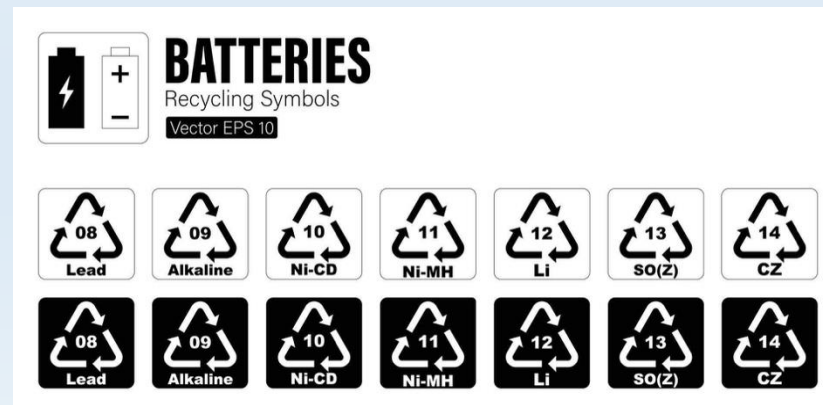 BATTERIES
Recycling Symbols
Vector EPS 10
08 09 10 11 12 13 14
Lead Alkaline Ni-CD Ni-MH Li SO(Z) CZ
08 09 10 11 12 13 14
Lead Alkaline Ni-CD Ni-MH Li SO(Z) CZ